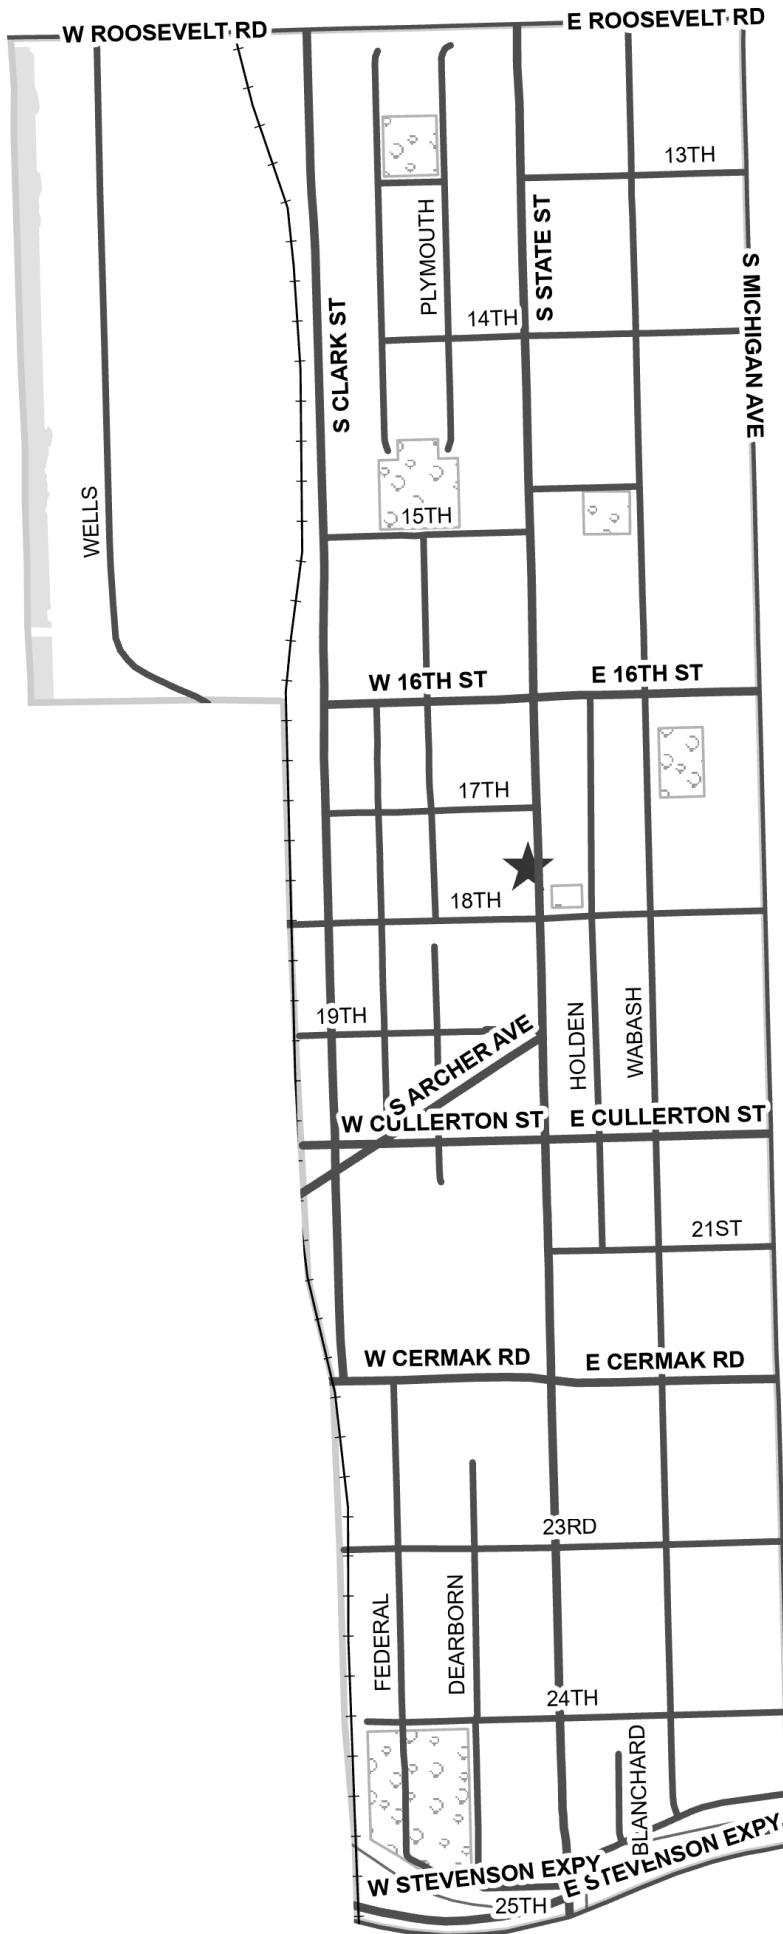 W ROOSEVELT RD
E ROOSEVELT RD
13TH
PLYMOUTH
S STATE ST
S MICHIGAN AVE
14TH
S CLARK ST
WELLS
15TH
W 16TH ST
E 16TH ST
17TH
18TH
19TH
S ARCHER AVE
HOLDEN
WABASH
W CULLERTON ST
E CULLERTON ST
21ST
W CERMAK RD
E CERMAK RD
23RD
FEDERAL
DEARBORN
24TH
BLANCHARD
W STEVENSON EXPY
E STEVENSON EXPY
25TH